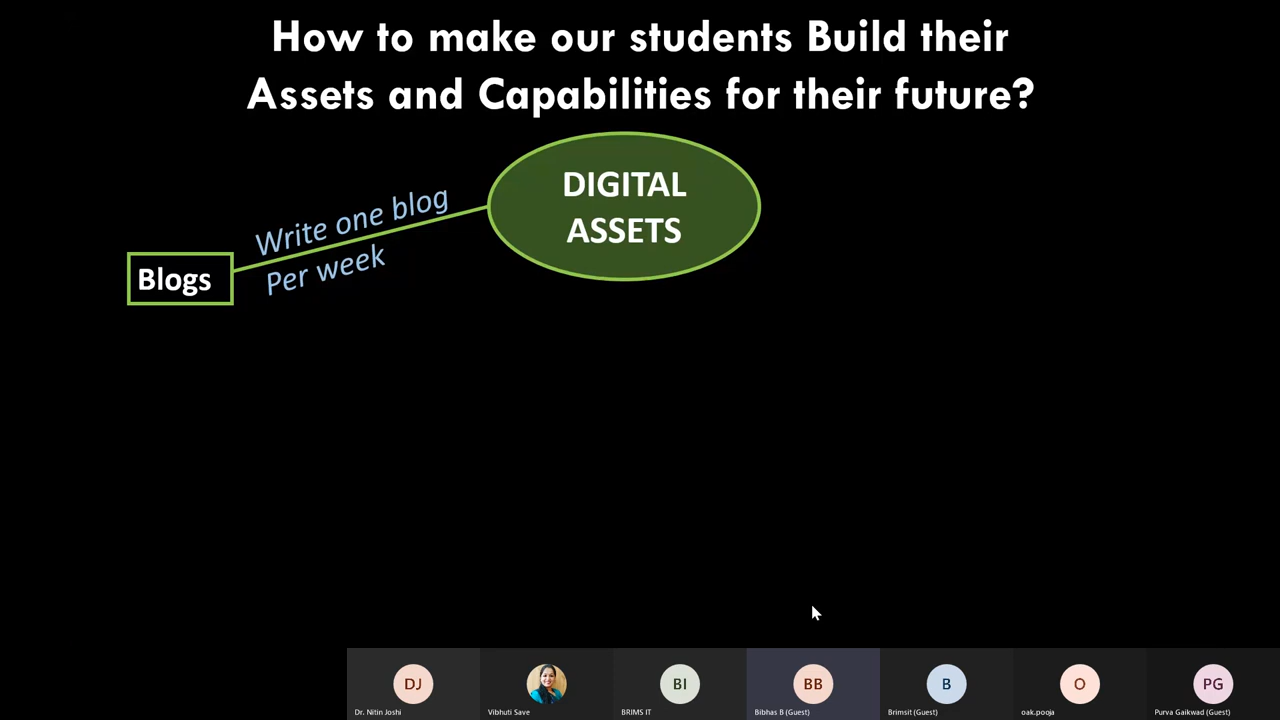 How to make our students Build their
Assets and Capabilities for their future?
DIGITAL
ASSETS
Write one blog
Per week
Blogs
DJ
BI
BB
B
O
PG
Dr. Nitin Joshi
Vibhuti Save
BRIMS IT
Bibhas B (Guest)
Brimsit (Guest)
oak.pooja
Purva Gaikwad (Guest)